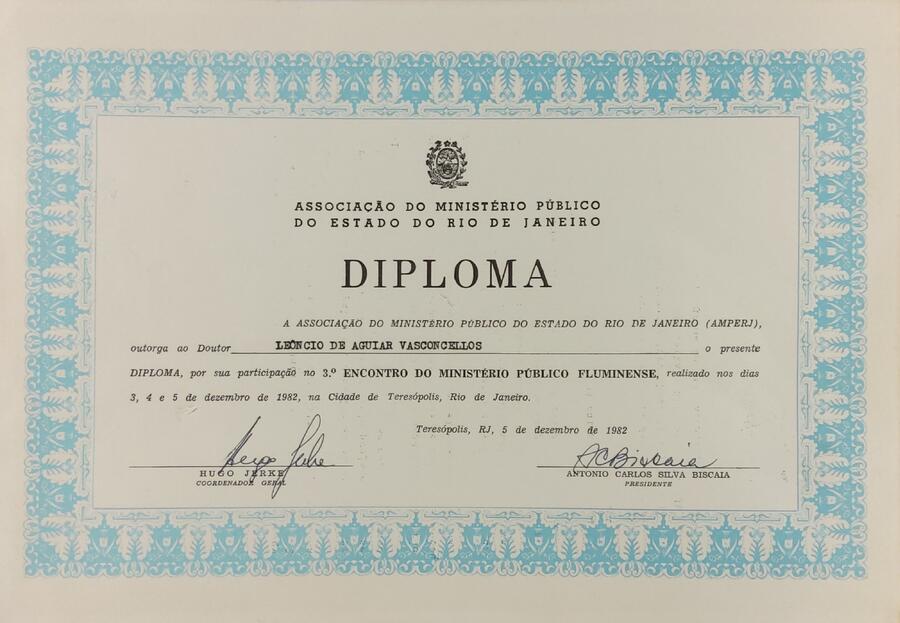 ASSOCIAÇÃO DO MINISTÉRIO PÚBLICO
DO ESTADO DO RIO DE JANEIRO
DIPLOMA
A ASSOCIAÇÃO DO MINISTÉRIO PÚBLICO DO ESTADO DO RIO DE JANEIRO (AMPERJ),
outorga ao Doutor LEÔNCIO DE AGUIAR VASCONCELLOS o presente
DIPLOMA, por sua participação no 3.º ENCONTRO DO MINISTÉRIO PÚBLICO FLUMINENSE, realizado nos dias
3, 4 e 5 de dezembro de 1982, na Cidade de Teresópolis, Rio de Janeiro.
Teresópolis, RJ, 5 de dezembro de 1982
Hugo Jerke
ACBiscaia
HUGO JERKE
COORDENADOR GERAL
ANTONIO CARLOS SILVA BISCAIA
PRESIDENTE